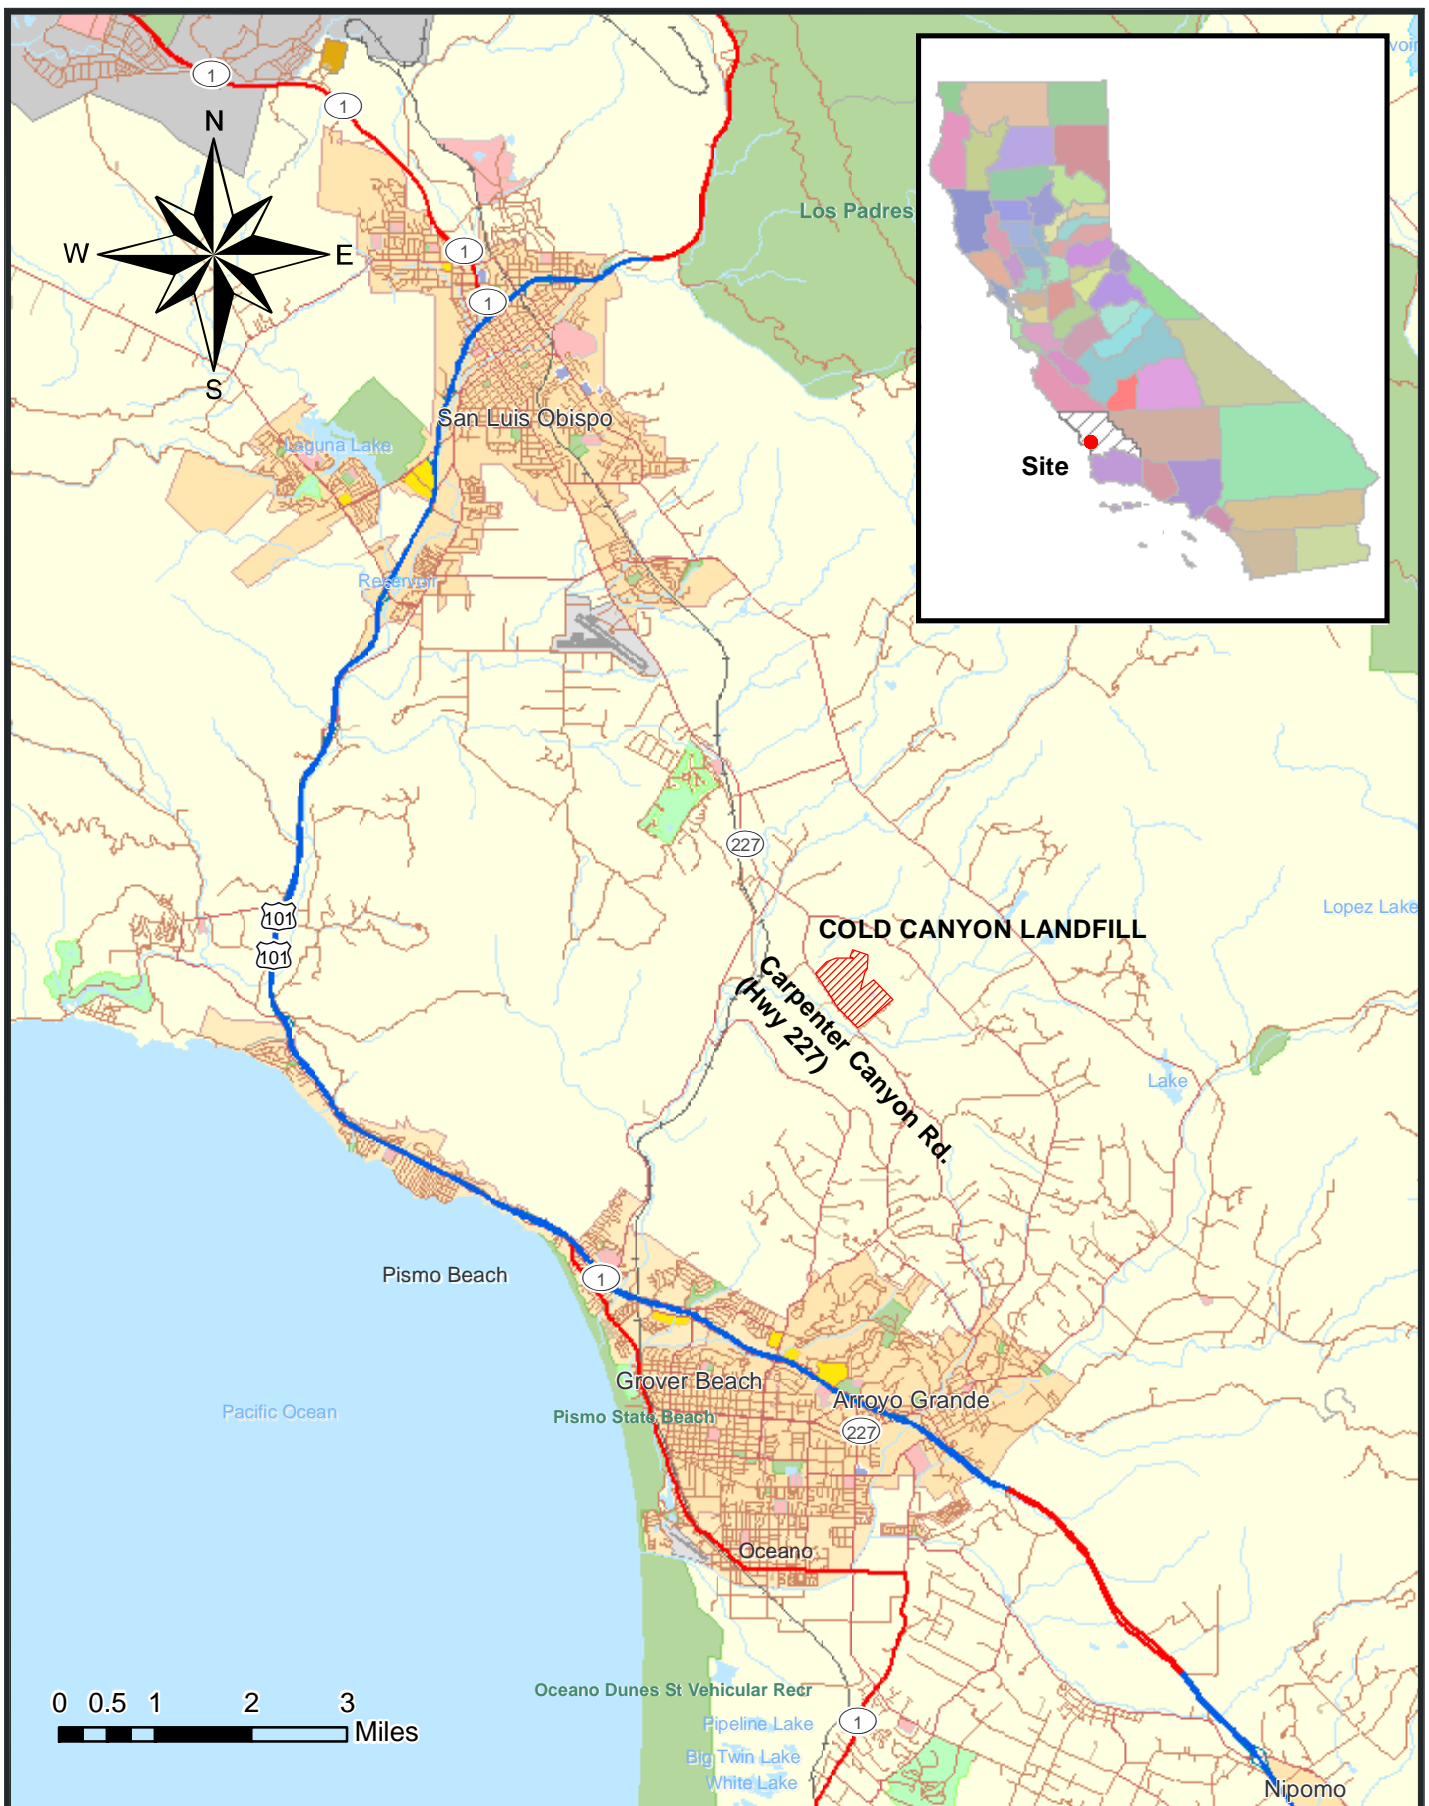 1
1
N
W
E
S
1
1
Los Padres
San Luis Obispo
Laguna Lake
Reservoir
Site
227
COLD CANYON LANDFILL
Carpenter Canyon Rd.
(Hwy 227)
Lopez Lake
101
101
Lake
Pismo Beach
1
Grover Beach
Arroyo Grande
Pismo State Beach
227
Pacific Ocean
Oceano
Oceano Dunes St Vehicular Recr
Pipeline Lake
1
Big Twin Lake
White Lake
Nipomo
0 0.5 1 2 3
Miles